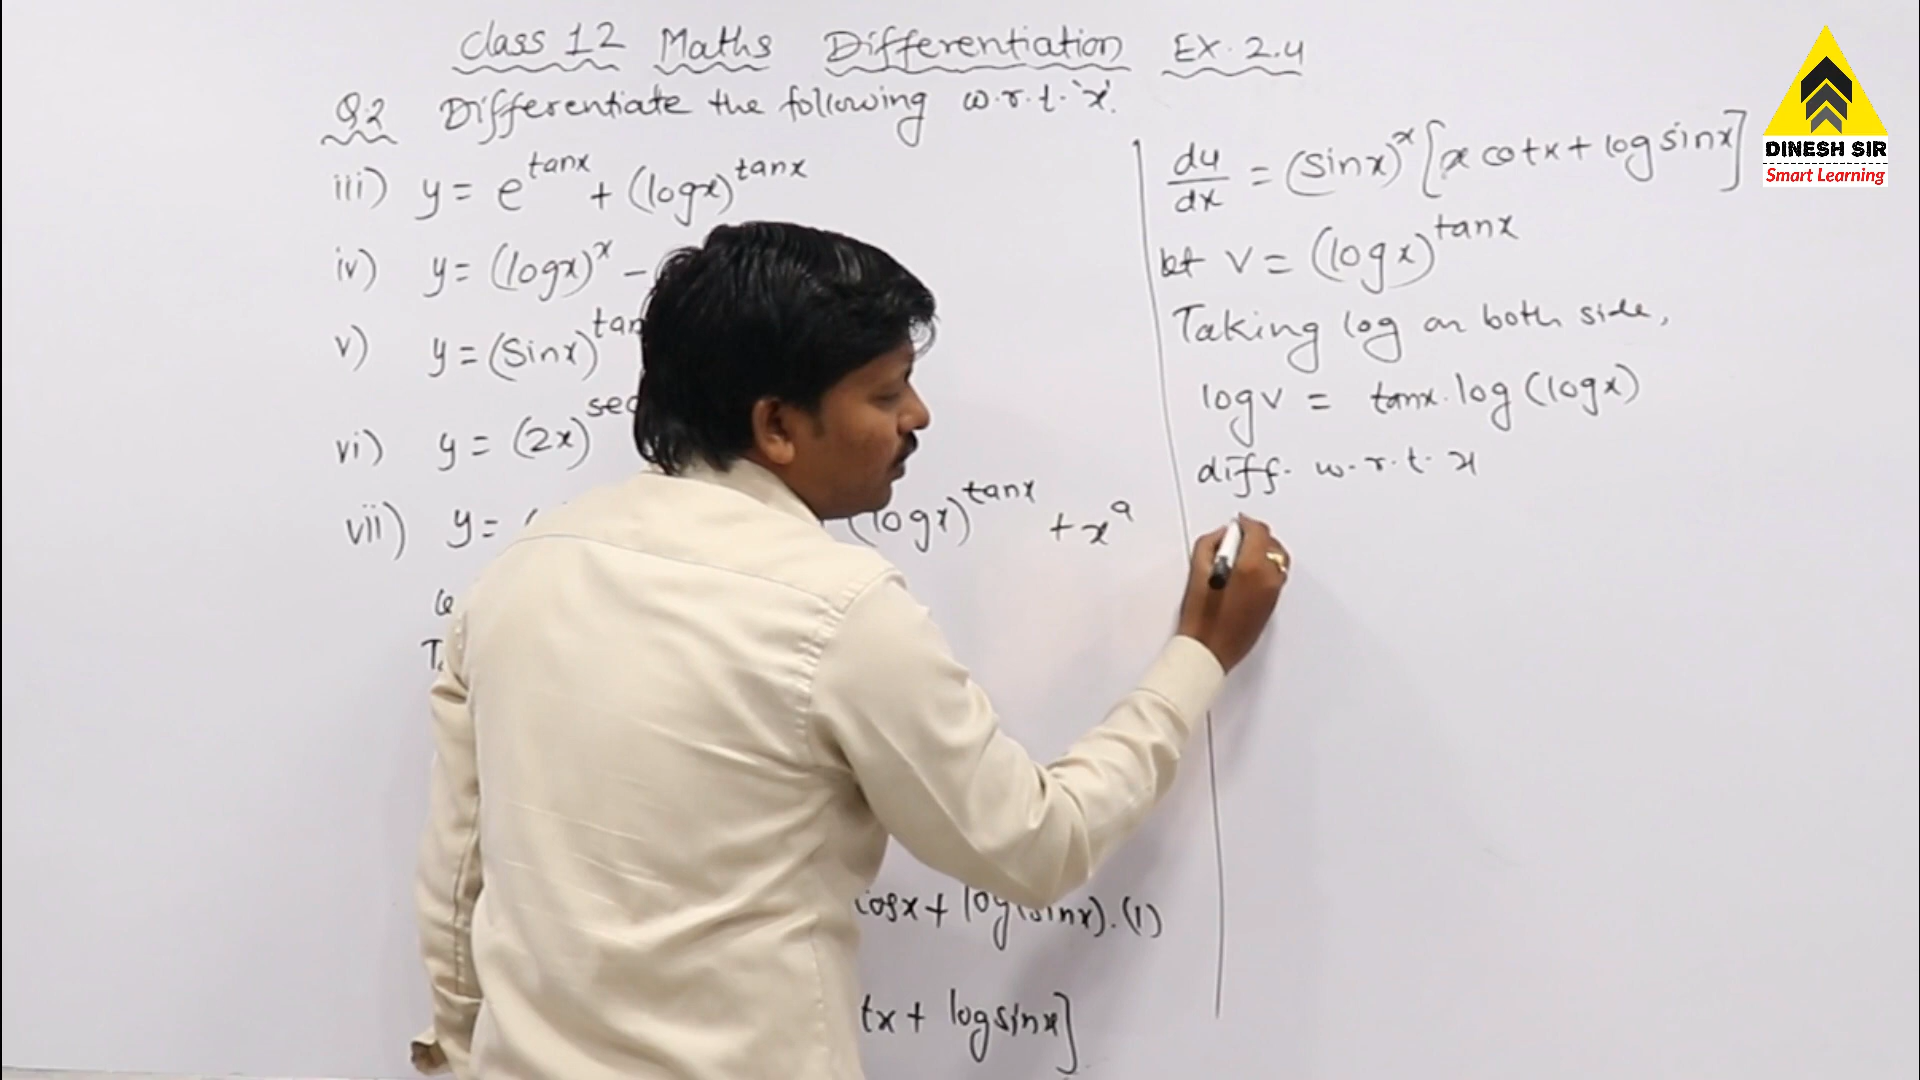 Class 12 Maths Differentiation EX. 2.4
Q.2 Differentiate the following w.r.t. 'x'.
iii) y = e^tanx + (logx)^tanx
iv) y = (logx)^x -
v) y = (sinx)^tan
vi) y = (2x)^sec
vii) y = ( (logx)^tanx + x^9
cosx + log(sinx).(1)
tx + logsinx]
du/dx = (sinx)^x [x cotx + log sinx]
let v = (logx)^tanx
Taking log on both side,
logv = tanx.log(logx)
diff. w.r.t. x
DINESH SIR
Smart Learning